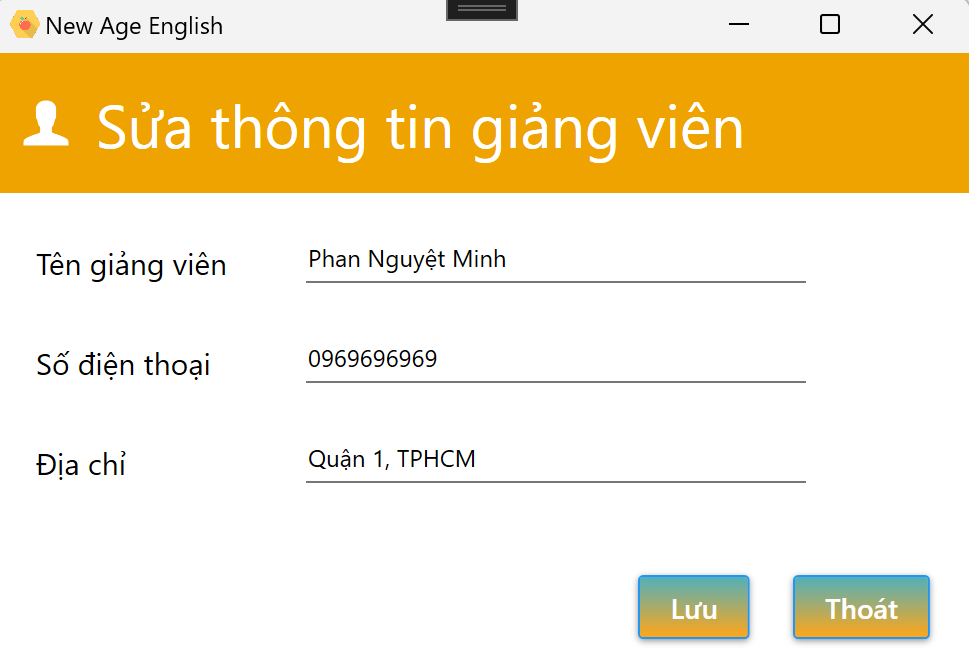 New Age English
Sửa thông tin giảng viên
Tên giảng viên Phan Nguyệt Minh
Số điện thoại 0969696969
Địa chỉ Quận 1, TPHCM
Lưu Thoát